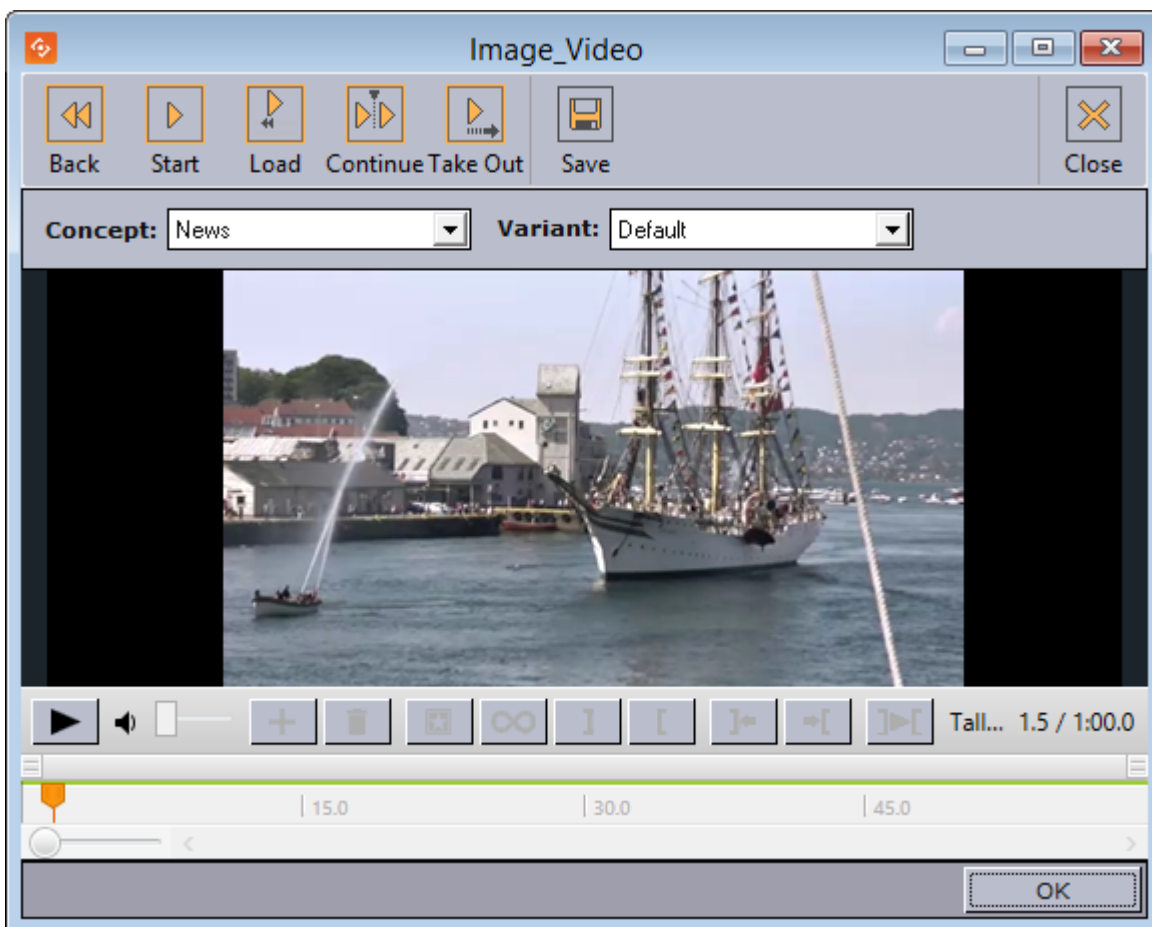 Image_Video
Back Start Load Continue Take Out Save Close
Concept: News Variant: Default
Tall... 1.5 / 1:00.0
15.0 30.0 45.0
OK